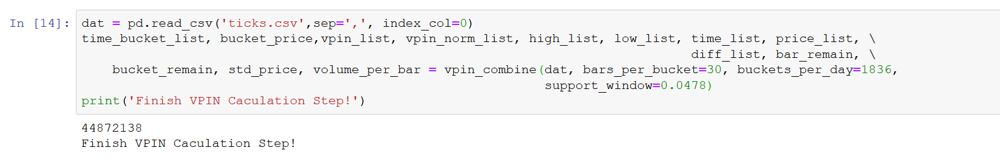 In [14]: dat = pd.read_csv('ticks.csv',sep=',', index_col=0)
time_bucket_list, bucket_price,vpin_list, vpin_norm_list, high_list, low_list, time_list, price_list, \
diff_list, bar_remain, \
bucket_remain, std_price, volume_per_bar = vpin_combine(dat, bars_per_bucket=30, buckets_per_day=1836,
support_window=0.0478)
print('Finish VPIN Caculation Step!')
44872138
Finish VPIN Caculation Step!